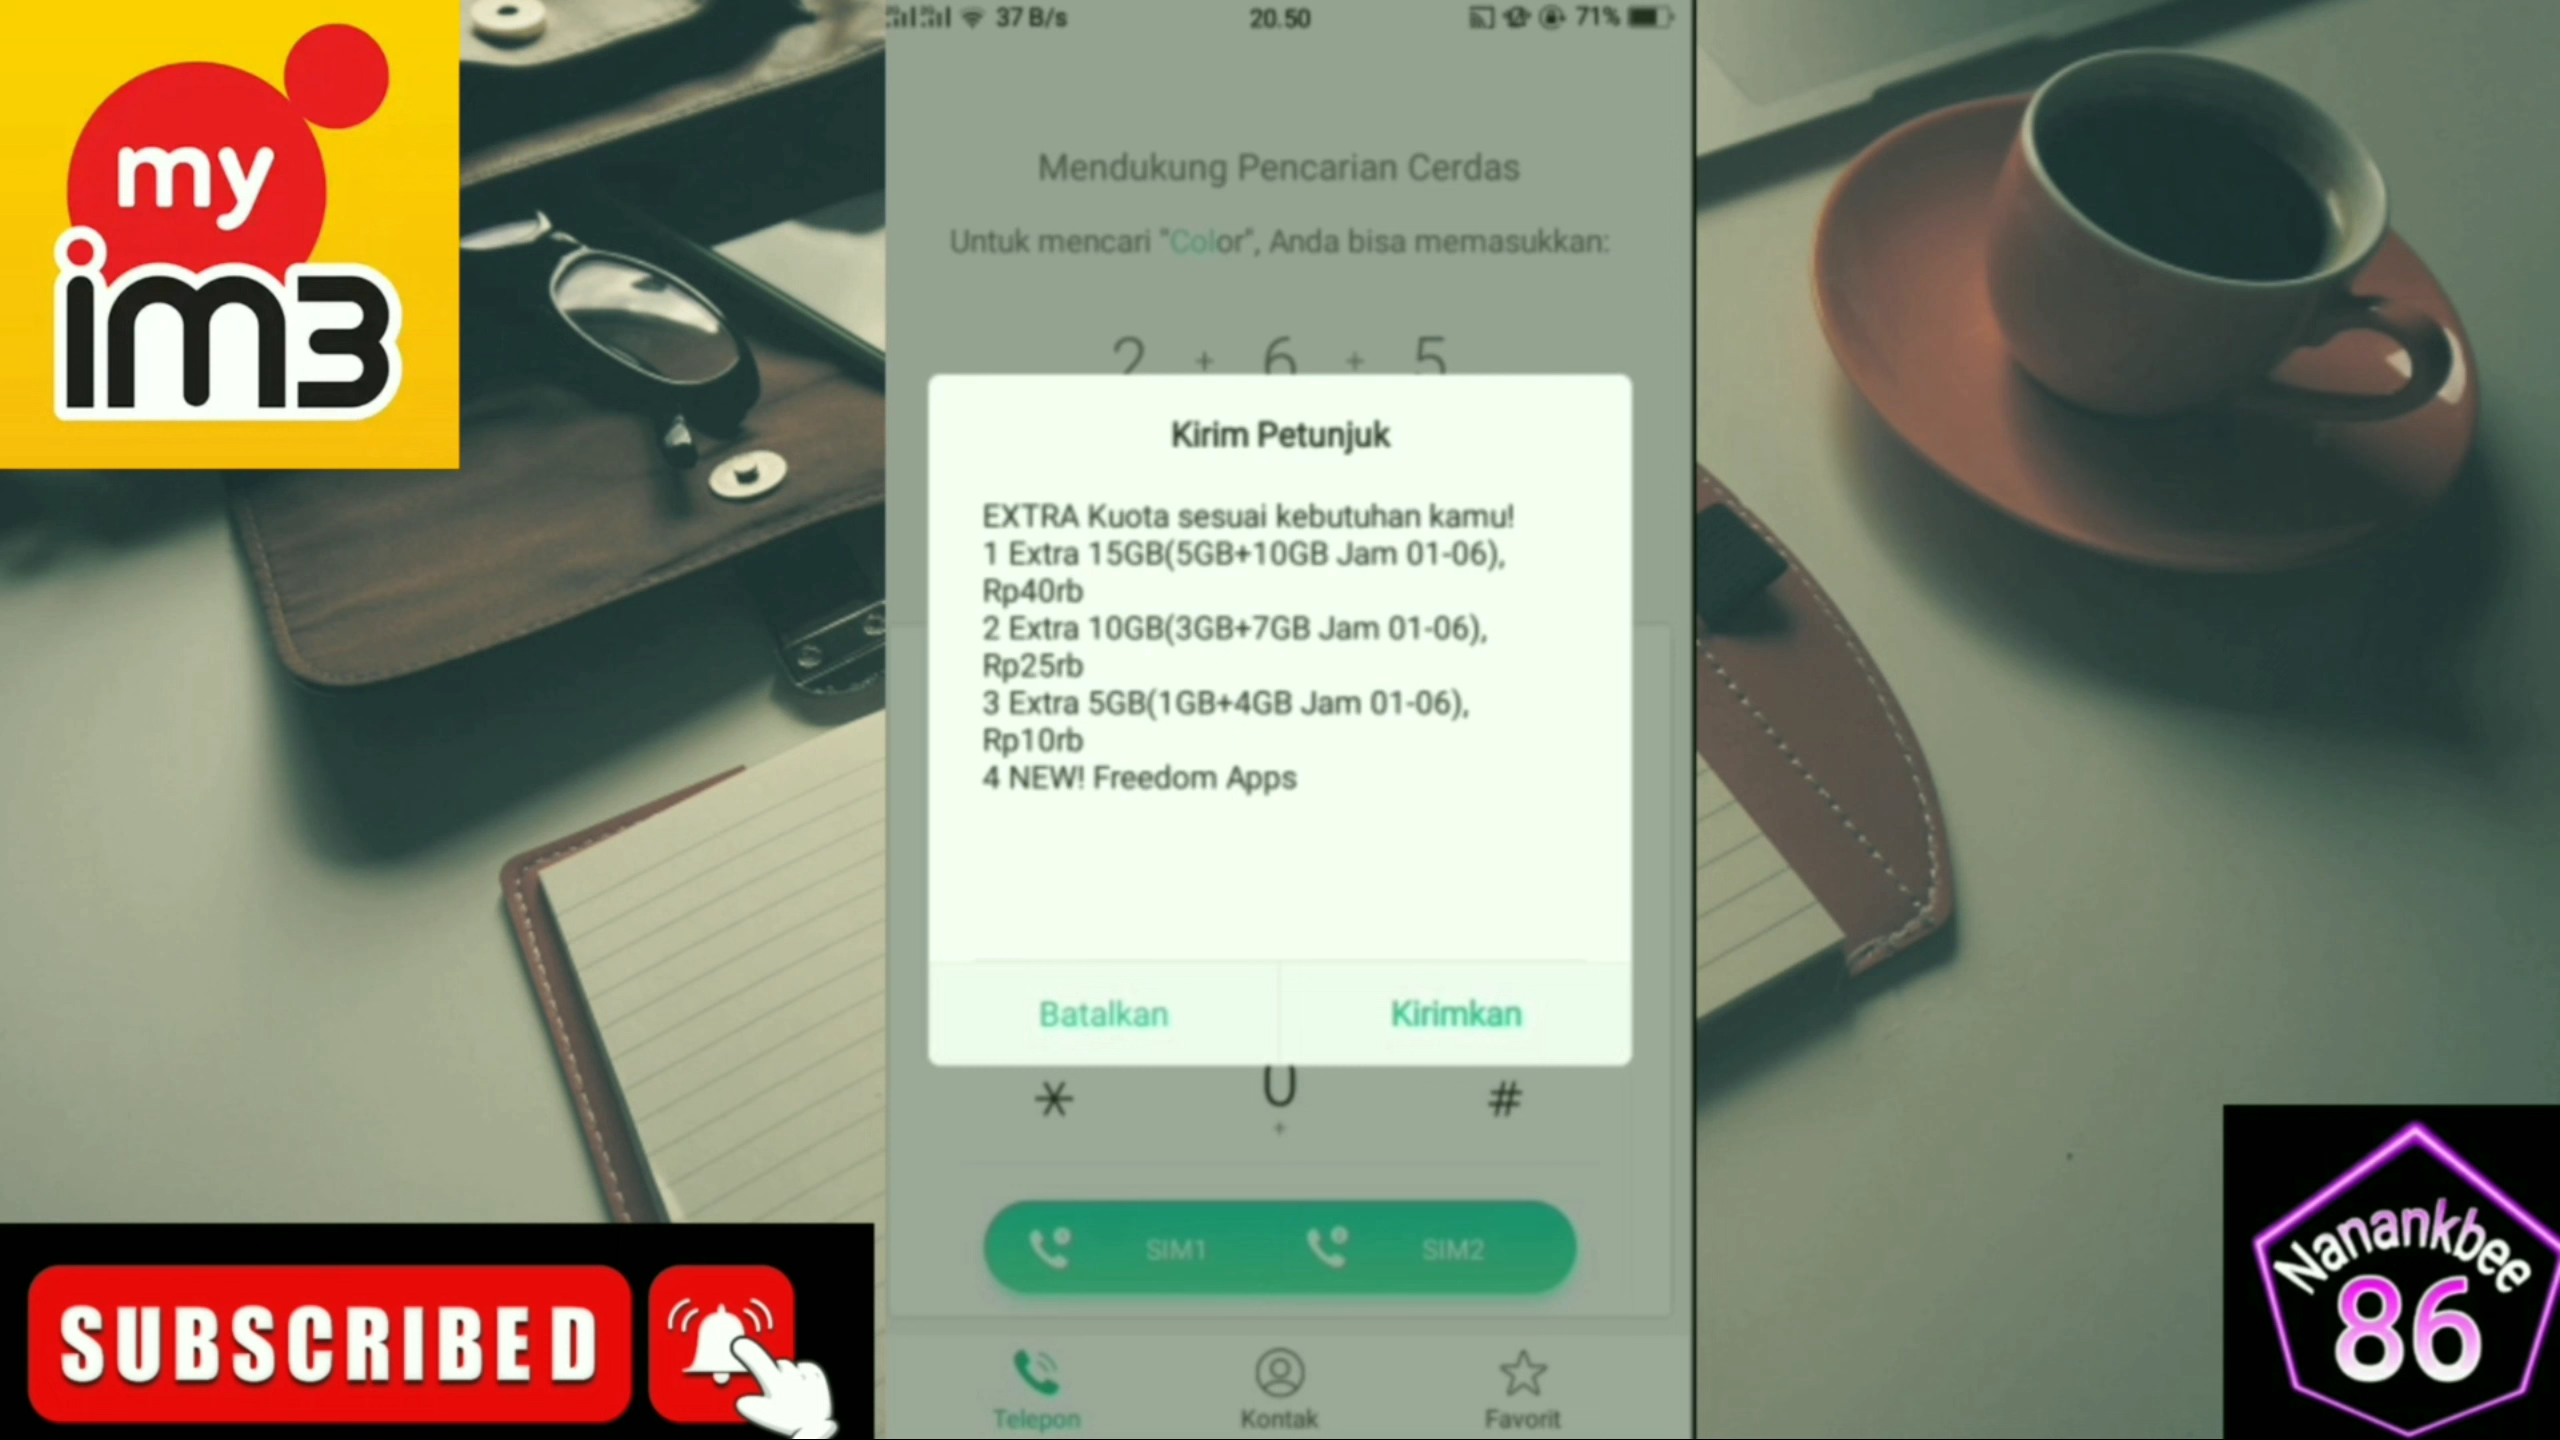 my
im3
37 B/s
20.50
71%
Mendukung Pencarian Cerdas
Untuk mencari "Color", Anda bisa memasukkan:
2 + 6 + 5
Kirim Petunjuk
EXTRA Kuota sesuai kebutuhan kamu!
1 Extra 15GB(5GB+10GB Jam 01-06),
Rp40rb
2 Extra 10GB(3GB+7GB Jam 01-06),
Rp25rb
3 Extra 5GB(1GB+4GB Jam 01-06),
Rp10rb
4 NEW! Freedom Apps
Batalkan
Kirimkan
* 0 #
+
SIM1
SIM2
Telepon
Kontak
Favorit
SUBSCRIBED
Nanankbee
86